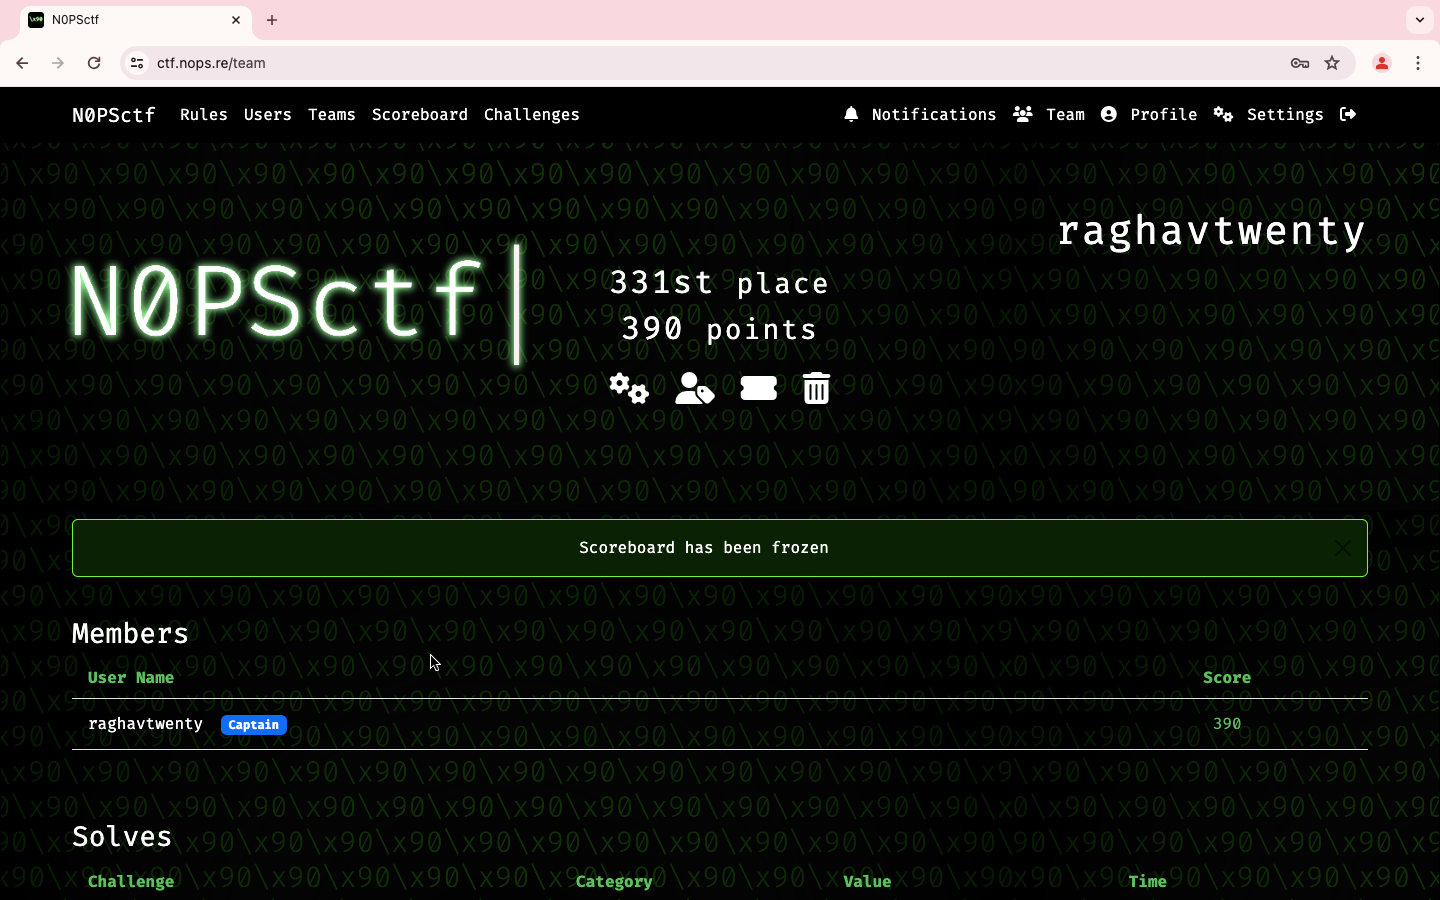 N0PSctf
ctf.nops.re/team
N0PSctf Rules Users Teams Scoreboard Challenges Notifications Team Profile Settings
raghavtwenty
N0PSctf
331st place
390 points
Scoreboard has been frozen
Members
User Name Score
raghavtwenty Captain 390
Solves
Challenge Category Value Time